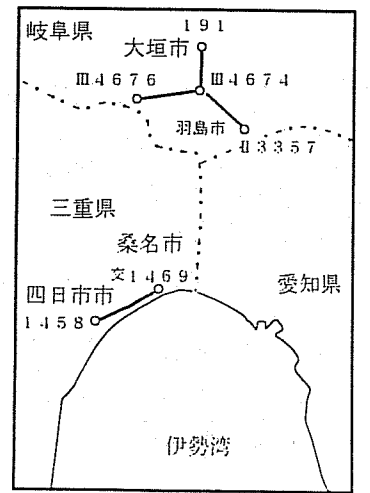 岐阜県
191
大垣市
Ⅲ4676
Ⅲ4674
羽島市
Ⅱ3357
三重県
桑名市
交1469
愛知県
四日市市
1458
伊勢湾